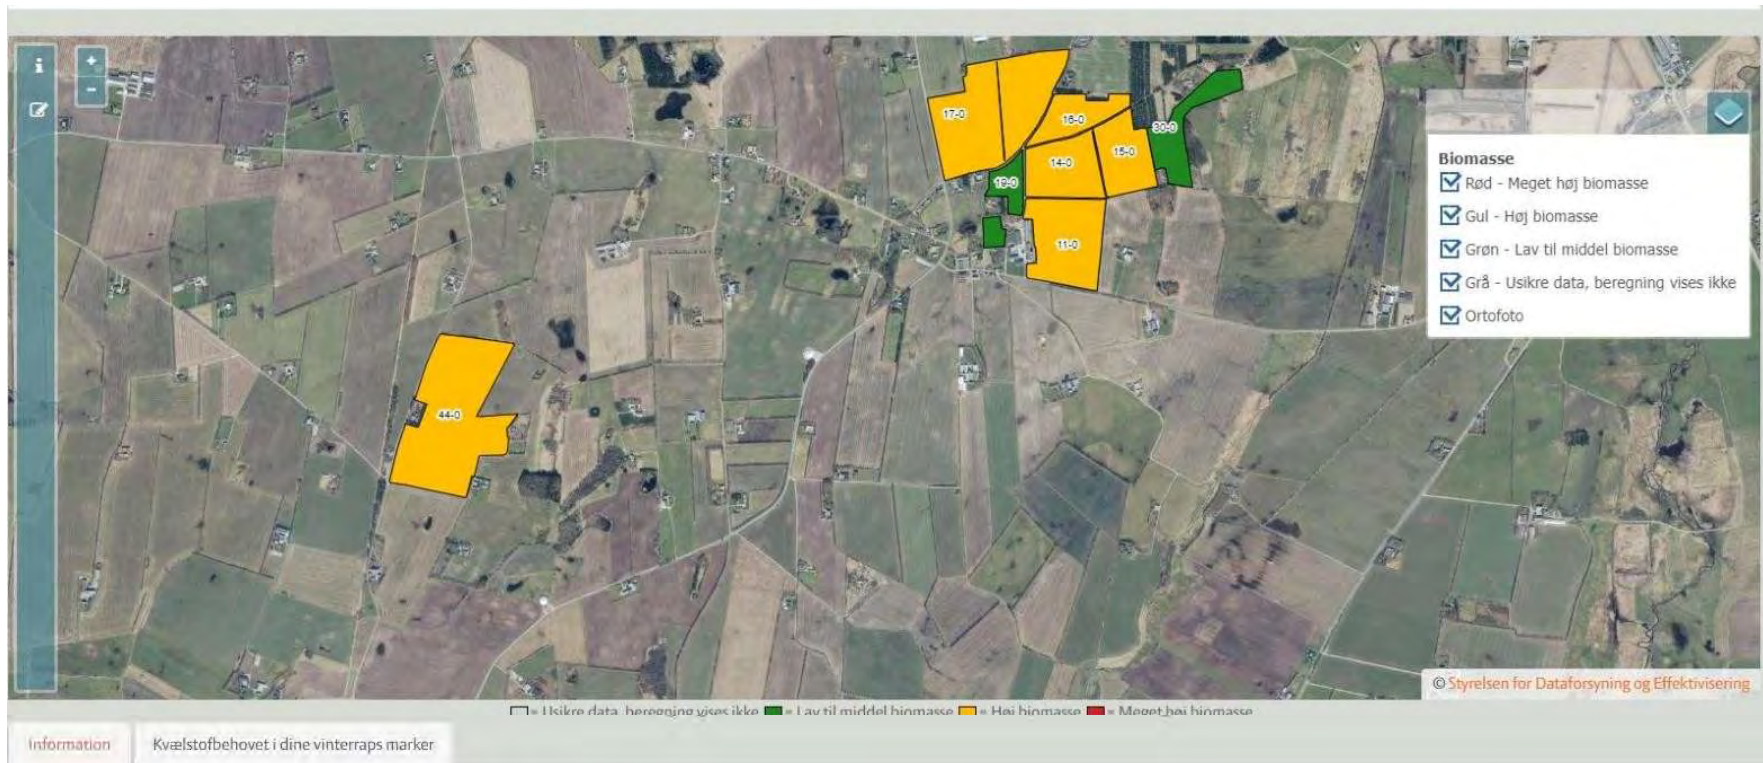 i
+
-
17-0
16-0
30-0
14-0
15-0
19-0
11-0
44-0
Biomasse
Rød - Meget høj biomasse
Gul - Høj biomasse
Grøn - Lav til middel biomasse
Grå - Usikre data, beregning vises ikke
Ortofoto
© Styrelsen for Dataforsyning og Effektivisering
= Usikre data, beregning vises ikke = Lav til middel biomasse = Høj biomasse = Meget høj biomasse
Information Kvælstofbehovet i dine vinterraps marker